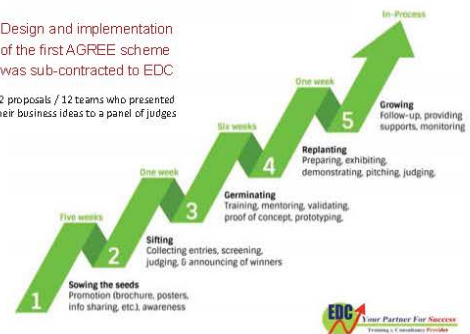 Design and implementation
of the first AGREE scheme
was sub-contracted to EDC
2 proposals / 12 teams who presented
heir business ideas to a panel of judges
In-Process
5
Growing
Follow-up, providing
supports, monitoring
One week
4
Replanting
Preparing, exhibiting,
demonstrating, pitching, judging,
Six weeks
3
Germinating
Training, mentoring, validating,
proof of concept, prototyping,
One week
2
Sifting
Collecting entries, screening,
judging, & announcing of winners
Five weeks
1
Sowing the seeds
Promotion (brochure, posters,
info sharing, etc.), awareness
EDC
Your Partner For Success
Training & Consultancy Provider